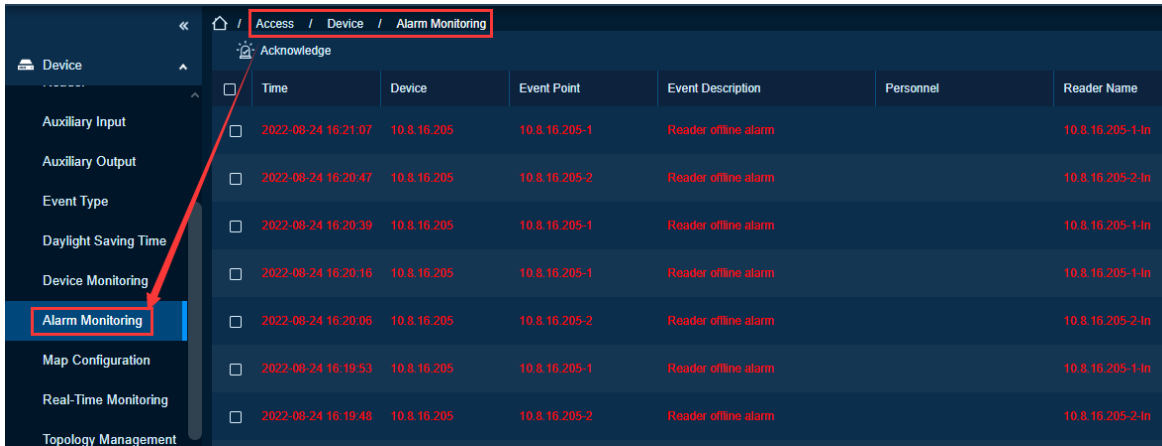 «
/ Access / Device / Alarm Monitoring
Device
Auxiliary Input
Auxiliary Output
Event Type
Daylight Saving Time
Device Monitoring
Alarm Monitoring
Map Configuration
Real-Time Monitoring
Topology Management
Acknowledge
Time Device Event Point Event Description Personnel Reader Name
2022-08-24 16:21:07 10.8.16.205 10.8.16.205-1 Reader offline alarm 10.8.16.205-1-In
2022-08-24 16:20:47 10.8.16.205 10.8.16.205-2 Reader offline alarm 10.8.16.205-2-In
2022-08-24 16:20:39 10.8.16.205 10.8.16.205-1 Reader offline alarm 10.8.16.205-1-In
2022-08-24 16:20:16 10.8.16.205 10.8.16.205-1 Reader offline alarm 10.8.16.205-1-In
2022-08-24 16:20:06 10.8.16.205 10.8.16.205-2 Reader offline alarm 10.8.16.205-2-In
2022-08-24 16:19:53 10.8.16.205 10.8.16.205-1 Reader offline alarm 10.8.16.205-1-In
2022-08-24 16:19:48 10.8.16.205 10.8.16.205-2 Reader offline alarm 10.8.16.205-2-In